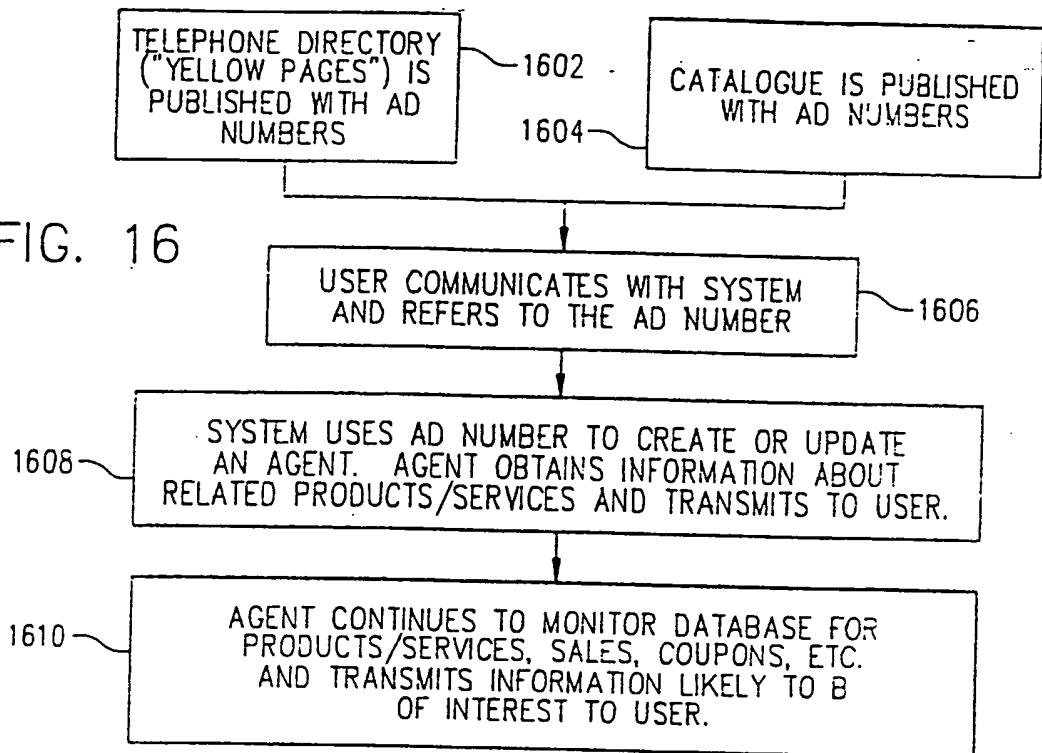 TELEPHONE DIRECTORY
("YELLOW PAGES") IS
PUBLISHED WITH AD
NUMBERS
1602
CATALOGUE IS PUBLISHED
WITH AD NUMBERS
1604
FIG. 16
USER COMMUNICATES WITH SYSTEM
AND REFERS TO THE AD NUMBER
1606
SYSTEM USES AD NUMBER TO CREATE OR UPDATE
AN AGENT. AGENT OBTAINS INFORMATION ABOUT
RELATED PRODUCTS/SERVICES AND TRANSMITS TO USER.
1608
AGENT CONTINUES TO MONITOR DATABASE FOR
PRODUCTS/SERVICES, SALES, COUPONS, ETC.
AND TRANSMITS INFORMATION LIKELY TO B
OF INTEREST TO USER.
1610